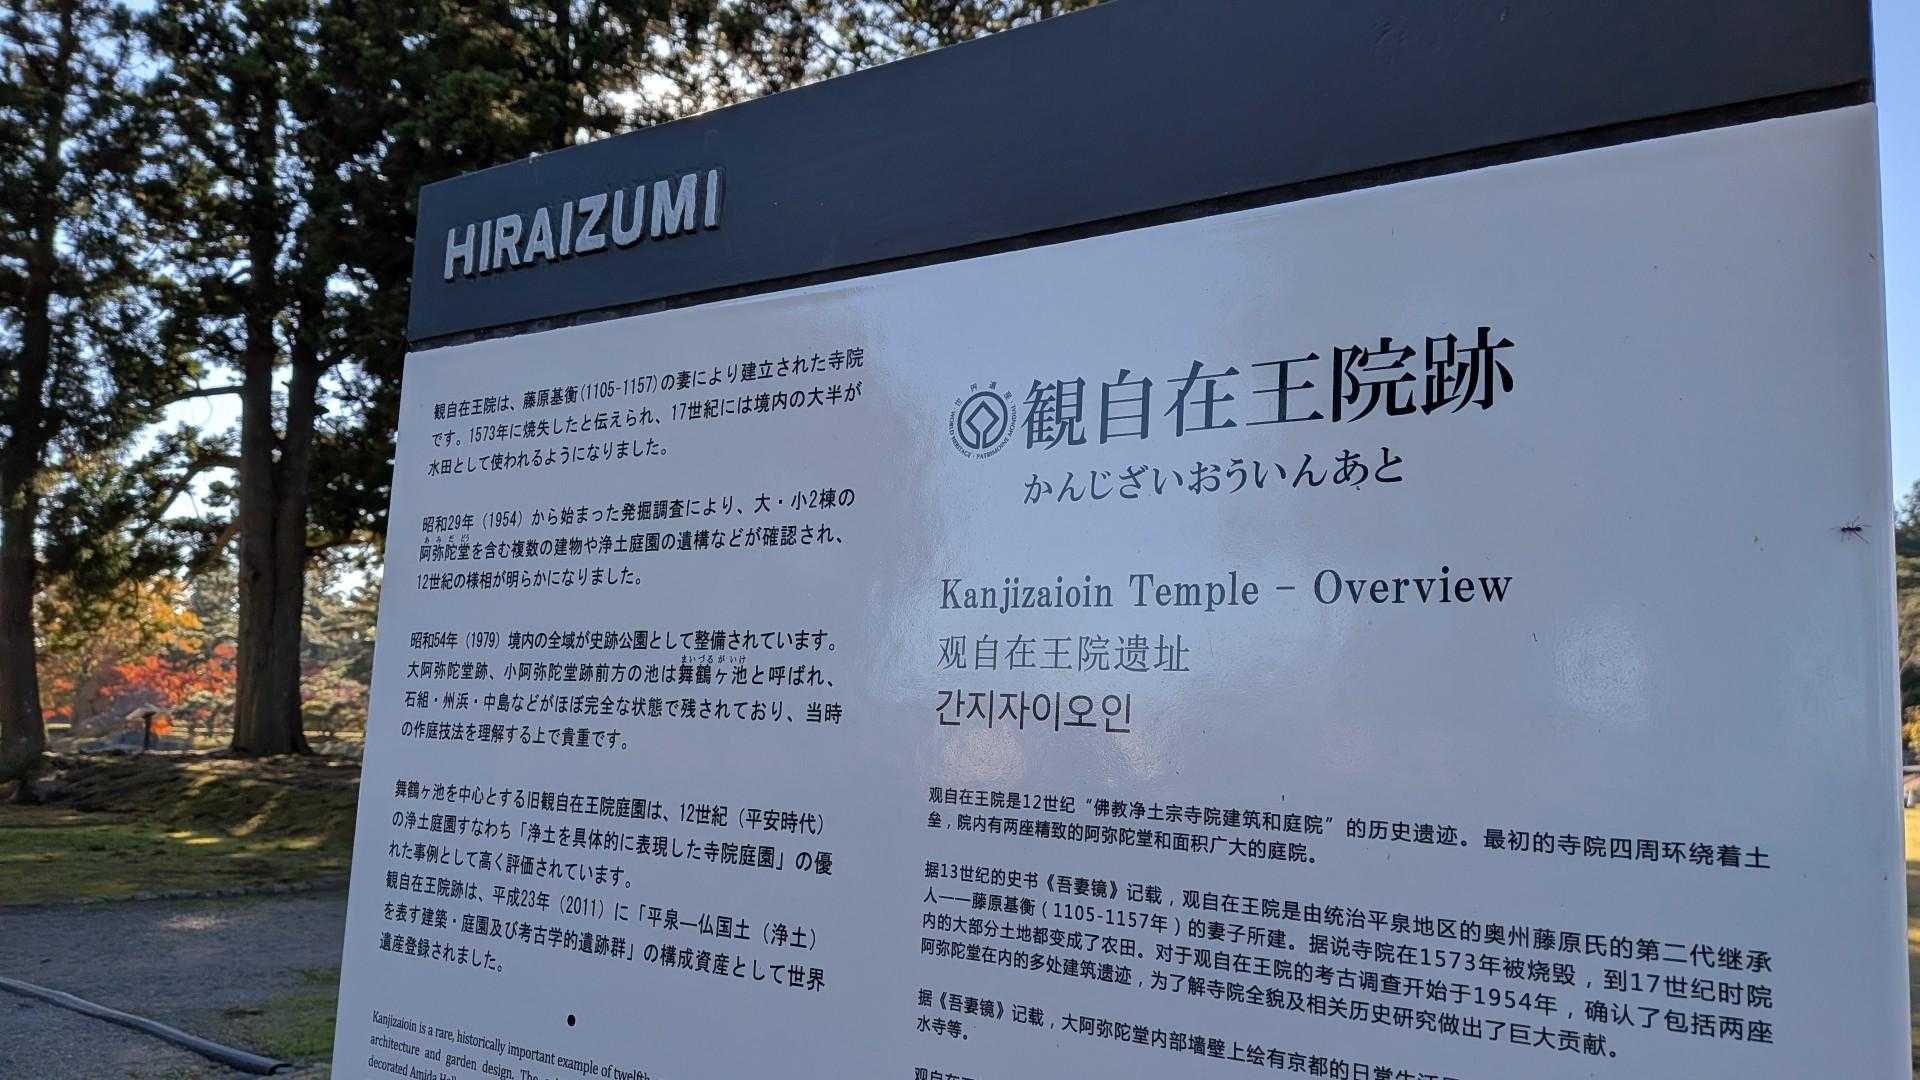 HIRAIZUMI
観自在王院は、藤原基衡(1105-1157)の妻により建立された寺院
です。1573年に焼失したと伝えられ、17世紀には境内の大半が
水田として使われるようになりました。
昭和29年（1954）から始まった発掘調査により、大・小2棟の
あみだどう
阿弥陀堂を含む複数の建物や浄土庭園の遺構などが確認され、
12世紀の様相が明らかになりました。
昭和54年（1979）境内の全域が史跡公園として整備されています。
まいづるがいけ
大阿弥陀堂跡、小阿弥陀堂跡前方の池は舞鶴ヶ池と呼ばれ、
石組・州浜・中島などがほぼ完全な状態で残されており、当時
の作庭技法を理解する上で貴重です。
舞鶴ヶ池を中心とする旧観自在王院庭園は、12世紀（平安時代）
の浄土庭園すなわち「浄土を具体的に表現した寺院庭園」の優
れた事例として高く評価されています。
観自在王院跡は、平成23年（2011）に「平泉―仏国土（浄土）
を表す建築・庭園及び考古学的遺跡群」の構成資産として世界
遺産登録されました。
Kanjizaioin is a rare, historically important example of twelfth-
architecture and garden design. The
decorated Amida
WORLD HERITAGE · PATRIMOINE MONDIAL
観自在王院跡
かんじざいおういんあと
Kanjizaioin Temple – Overview
观自在王院遗址
간지자이오인
观自在王院是12世纪“佛教净土宗寺院建筑和庭院”的历史遗迹。最初的寺院四周环绕着土
垒，院内有两座精致的阿弥陀堂和面积广大的庭院。
据13世纪的史书《吾妻镜》记载，观自在王院是由统治平泉地区的奥州藤原氏的第二代继承
人——藤原基衡（1105-1157年）的妻子所建。据说寺院在1573年被烧毁，到17世纪时院
内的大部分土地都变成了农田。对于观自在王院的考古调查开始于1954年，确认了包括两座
阿弥陀堂在内的多处建筑遗迹，为了解寺院全貌及相关历史研究做出了巨大贡献。
据《吾妻镜》记载，大阿弥陀堂内部墙壁上绘有京都的日常生活
水寺等。